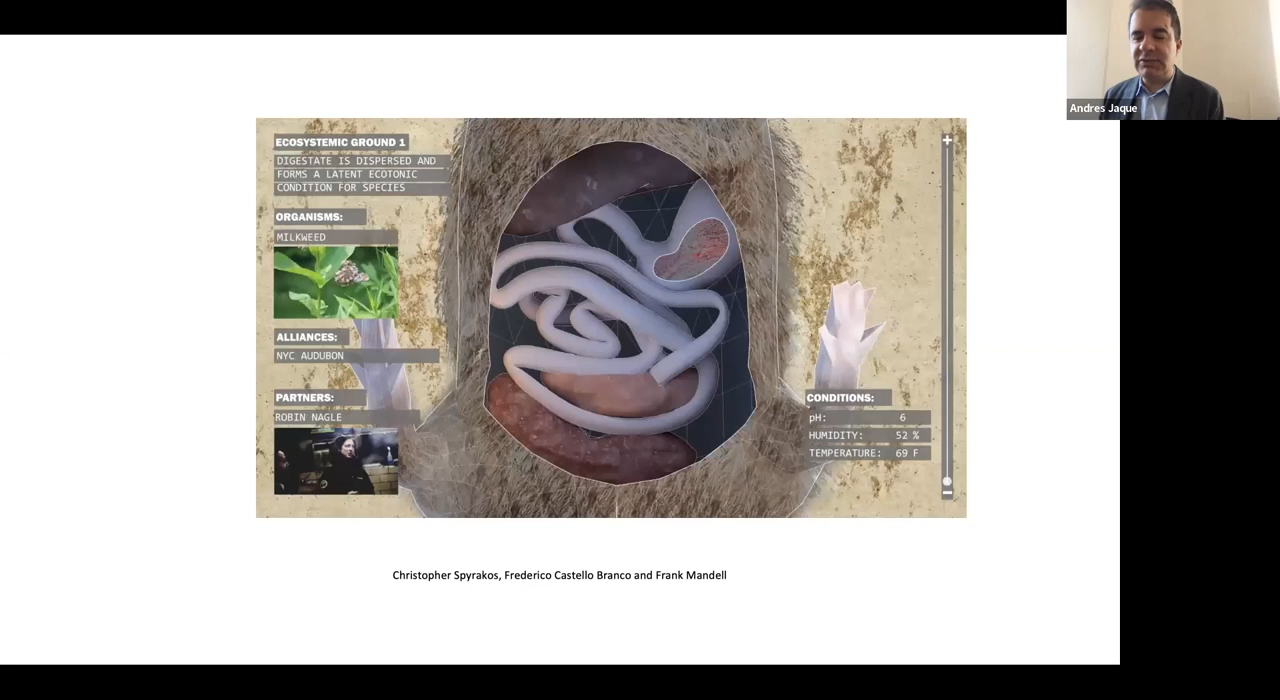 Andres Jaque
ECOSYSTEMIC GROUND 1
DIGESTATE IS DISPERSED AND
FORMS A LATENT ECOTONIC
CONDITION FOR SPECIES
ORGANISMS:
MILKWEED
ALLIANCES:
NYC AUDUBON
PARTNERS:
ROBIN NAGLE
CONDITIONS:
pH: 6
HUMIDITY: 52 %
TEMPERATURE: 69 F
+
−
Christopher Spyrakos, Frederico Castello Branco and Frank Mandell